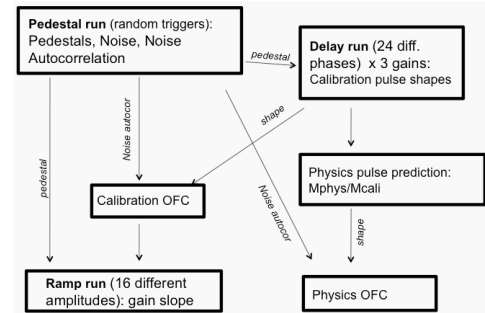 Pedestal run (random triggers):
Pedestals, Noise, Noise
Autocorrelation
pedestal
Delay run (24 diff.
phases) x 3 gains:
Calibration pulse shapes
pedestal
Noise autocor
shape
Noise autocor
Physics pulse prediction:
Mphys/Mcali
Calibration OFC
shape
Ramp run (16 different
amplitudes): gain slope
Physics OFC